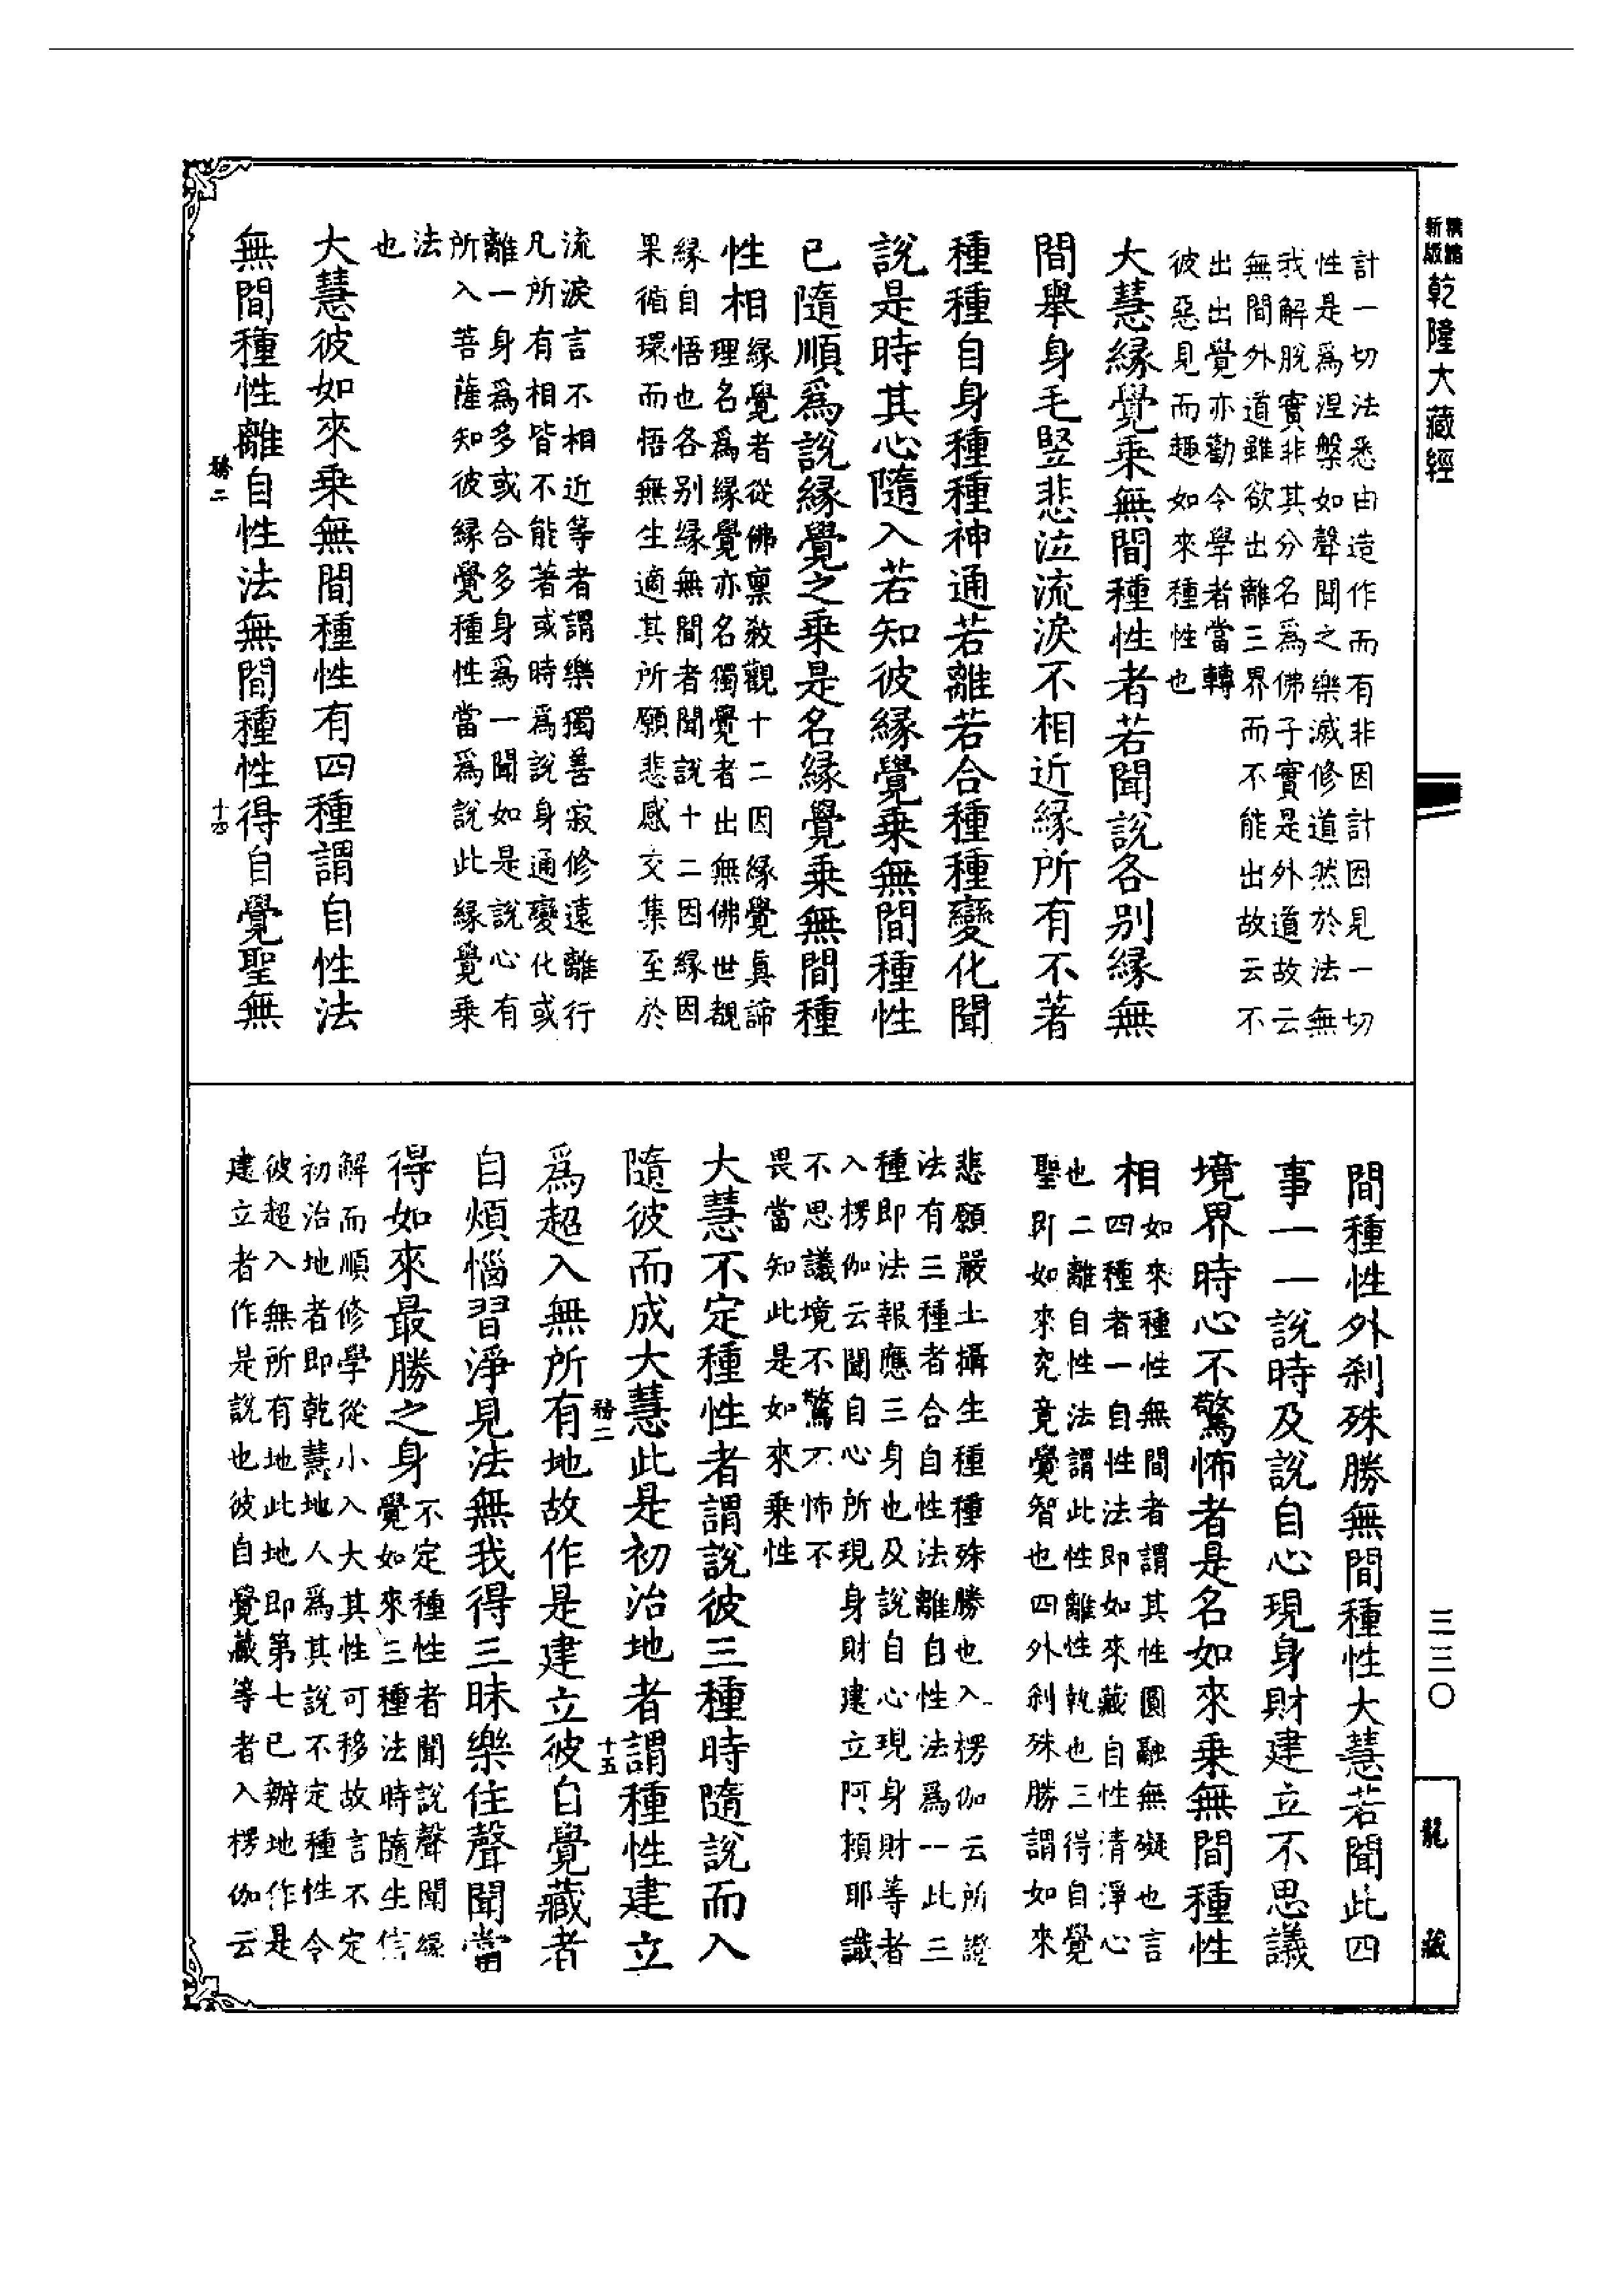 新版
精縮
乾隆大藏經
三三〇
龍藏
計一切法悉由造作而有非因計因見一切
性是為涅槃如聲聞之樂滅修道然於法無
我解脫實非其分名為佛子實是外道故云
無間外道雖欲出離三界而不能出故云不
出出覺亦勸令學者當轉
彼惡見而趣如來種性也
大慧緣覺乘無間種性者若聞說各別緣無
間舉身毛竪悲泣流淚不相近緣所有不著
種種自身種種神通若離若合種種變化聞
說是時其心隨入若知彼緣覺乘無間種性
已隨順為說緣覺之乘是名緣覺乘無間種
性相
緣覺者從佛稟教觀十二因緣覺真諦
理名為緣覺亦名獨覺者出無佛世觀
緣自悟也各別緣無間者聞說十二因緣因
果循環而悟無生適其所願悲感交集至於
流淚言不相近等者謂樂獨善寂修遠離行
凡所有相皆不能著或時為說身通變化或
離一身為多或合多身為一聞如是說心有
所入菩薩知彼緣覺種性當為說此緣覺乘
法
也
大慧彼如來乘無間種性有四種謂自性法
無間種性離自性法無間種性得自覺聖無
務二
十四
間種性外刹殊勝無間種性大慧若聞此四
事一一說時及說自心現身財建立不思議
境界時心不驚怖者是名如來乘無間種性
相
如來種性無間者謂其性圓融無礙也言
四種者一自性法即如來藏自性清淨心
也二離自性法謂此性離性執也三得自覺
聖即如來究竟覺智也四外刹殊勝謂如來
悲願嚴土攝生種種殊勝也入楞伽云所證
法有三種者合自性法離自性法為一此三
種即法報應三身也及說自心現身財等者
入楞伽云聞自心所現身財建立阿賴耶識
不思議境不驚不怖不
畏當知此是如來乘性
大慧不定種性者謂說彼三種時隨說而入
隨彼而成大慧此是初治地者謂種性建立
務二
十五
為超入無所有地故作是建立彼自覺藏者
自煩惱習淨見法無我得三昧樂住聲聞當
得如來最勝之身
不定種性者聞說聲聞緣
覺如來三種法時隨生信
解而順修學從小入大其性可移故言不定
初治地者即乾慧地人為其說不定種性令
彼超入無所有地此地即第七已辦地作是
建立者作是說也彼自覺藏等者入楞伽云